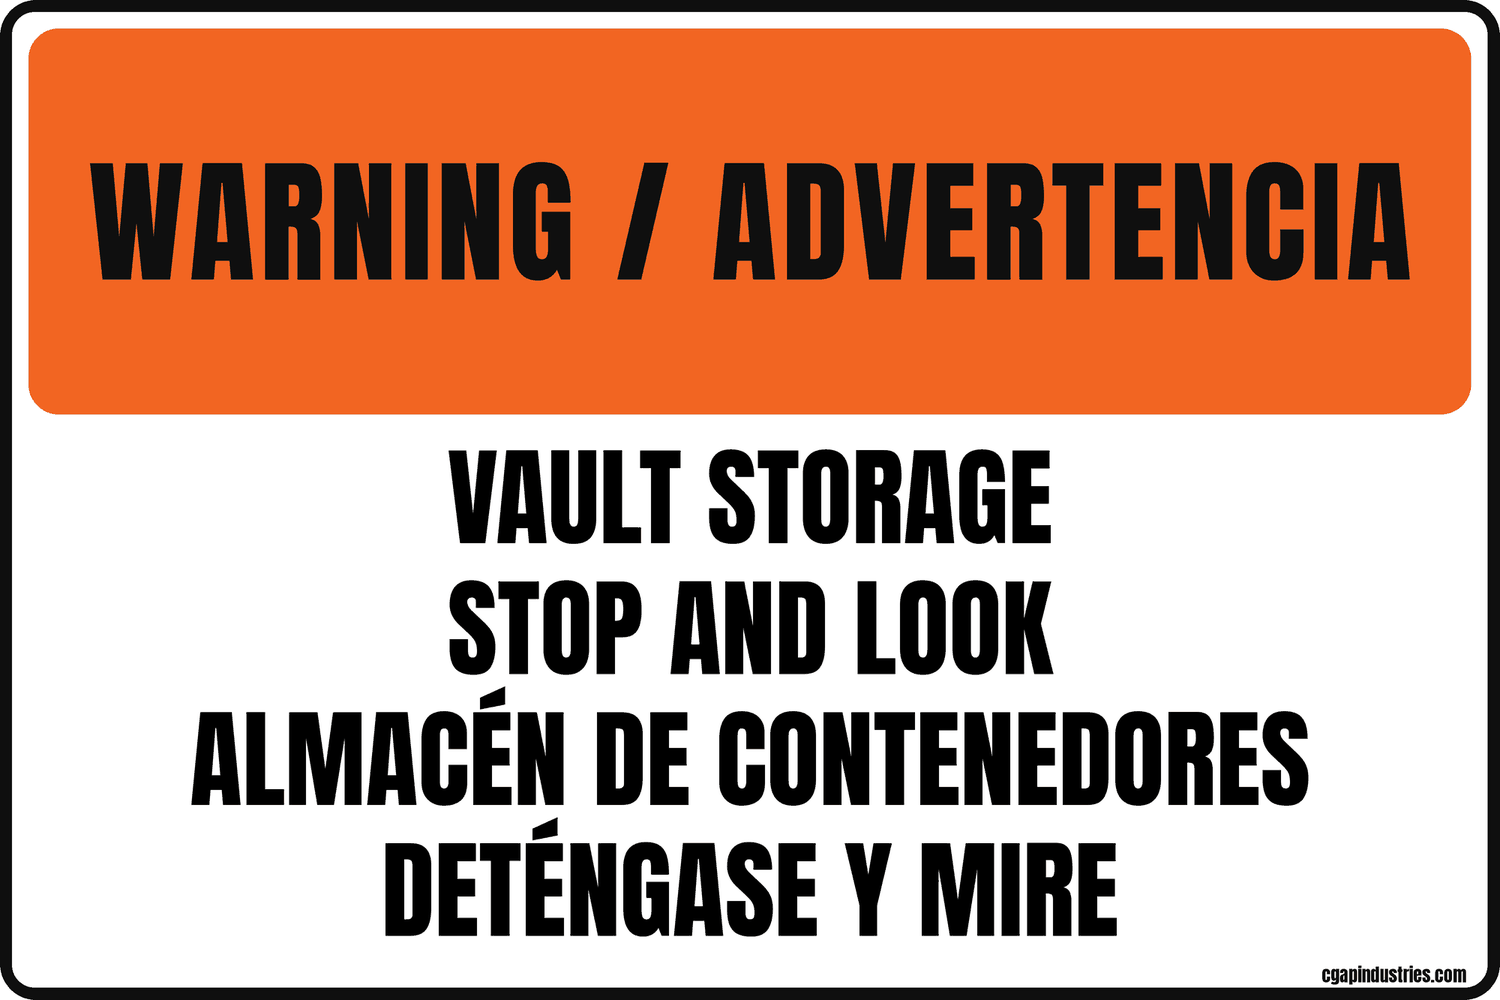 WARNING / ADVERTENCIA
VAULT STORAGE
STOP AND LOOK
ALMACÉN DE CONTENEDORES
DETÉNGASE Y MIRE
cgapindustries.com